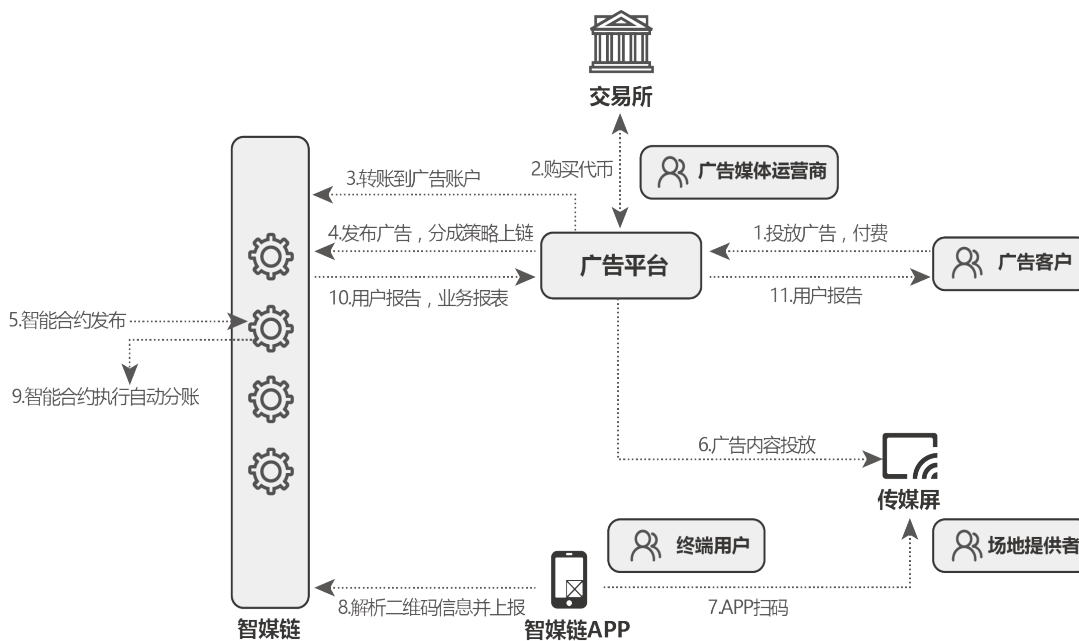 交易所
广告媒体运营商
2.购买代币
3.转账到广告账户
4.发布广告，分成策略上链
广告平台
1.投放广告，付费
广告客户
10.用户报告，业务报表
11.用户报告
5.智能合约发布
9.智能合约执行自动分账
6.广告内容投放
传媒屏
终端用户
场地提供者
8.解析二维码信息并上报
7.APP扫码
智媒链
智媒链APP